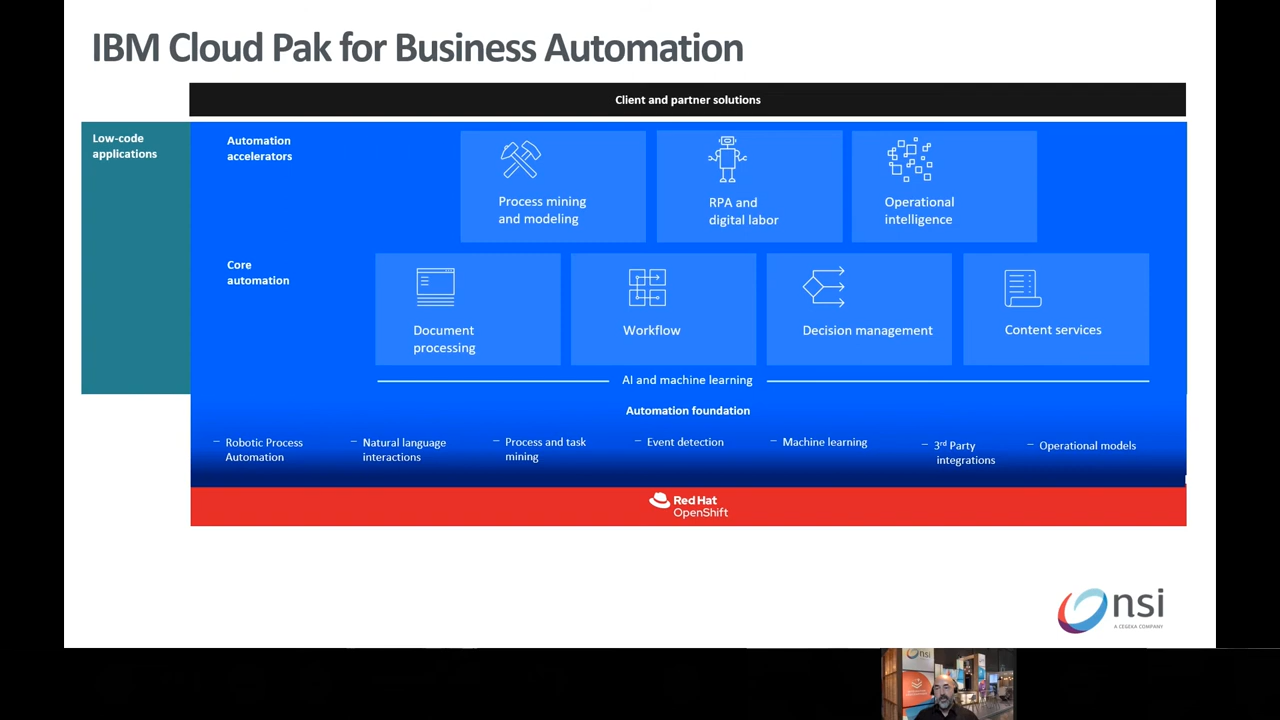 IBM Cloud Pak for Business Automation
Client and partner solutions
Low-code
applications
Automation
accelerators
Process mining
and modeling
RPA and
digital labor
Operational
intelligence
Core
automation
Document
processing
Workflow
Decision management
Content services
AI and machine learning
Automation foundation
– Robotic Process
Automation
– Natural language
interactions
– Process and task
mining
– Event detection
– Machine learning
– 3rd Party
integrations
– Operational models
Red Hat
OpenShift
nsi
A CEGEKA COMPANY
nsi